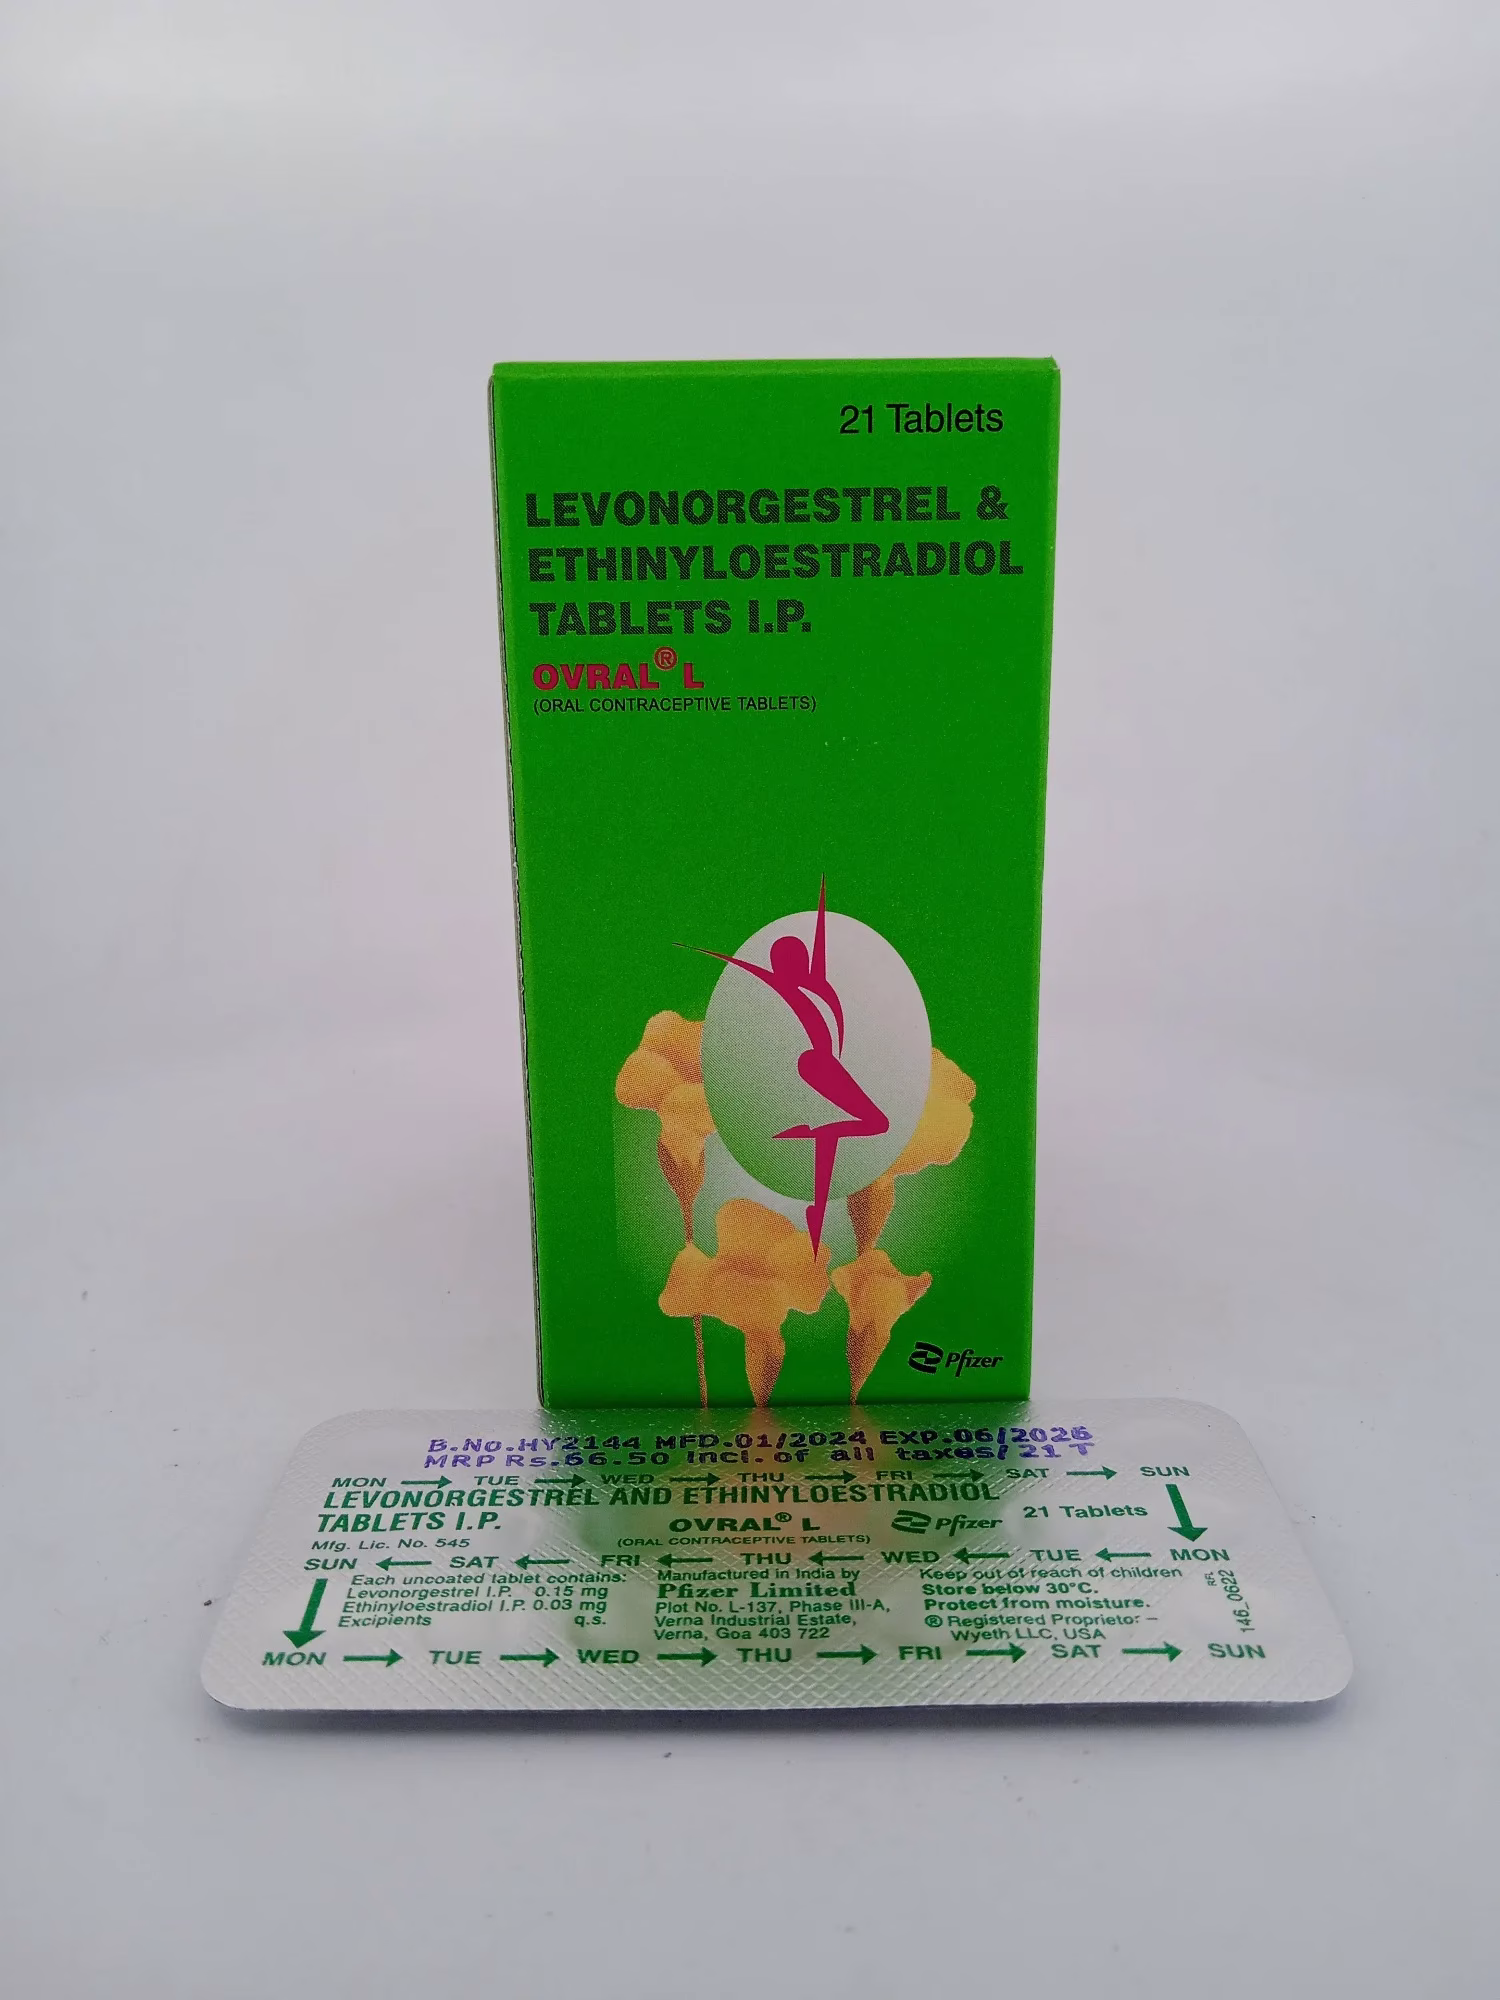 21 Tablets
LEVONORGESTREL &
ETHINYLOESTRADIOL
TABLETS I.P.
OVRAL® L
(ORAL CONTRACEPTIVE TABLETS)
Pfizer
B.No.HY2144 MFD.01/2024 EXP.06/2026
MRP Rs.66.50 Incl. of all taxes/ 21 T
MON → TUE → WED → THU → FRI → SAT → SUN
LEVONORGESTREL AND ETHINYLOESTRADIOL
TABLETS I.P. OVRAL® L Pfizer 21 Tablets
Mfg. Lic. No. 545 (ORAL CONTRACEPTIVE TABLETS)
SUN ← SAT ← FRI ← THU ← WED ← TUE ← MON
Each uncoated tablet contains:
Levonorgestrel I.P. 0.15 mg
Ethinyloestradiol I.P. 0.03 mg
Excipients q.s.
Manufactured in India by
Pfizer Limited
Plot No. L-137, Phase III-A,
Verna Industrial Estate,
Verna, Goa 403 722
Keep out of reach of children
Store below 30°C.
Protect from moisture.
® Registered Proprietor –
Wyeth LLC, USA
RFL
146_0622
MON → TUE → WED → THU → FRI → SAT → SUN